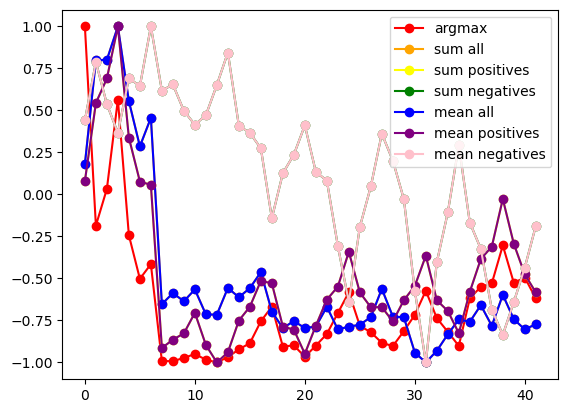 1.00
0.75
0.50
0.25
0.00
−0.25
−0.50
−0.75
−1.00
0
10
20
30
40
argmax
sum all
sum positives
sum negatives
mean all
mean positives
mean negatives